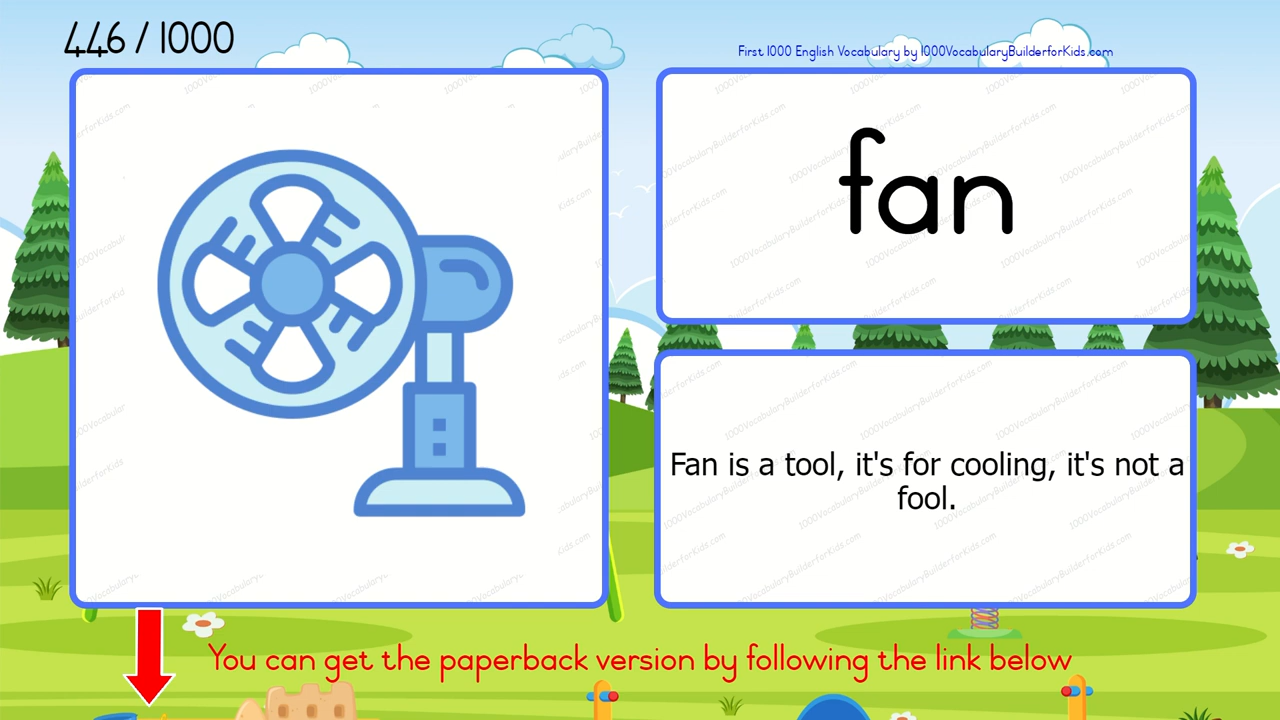 446 / 1000
First 1000 English Vocabulary by 1000VocabularyBuilderforKids.com
fan
Fan is a tool, it's for cooling, it's not a
fool.
You can get the paperback version by following the link below